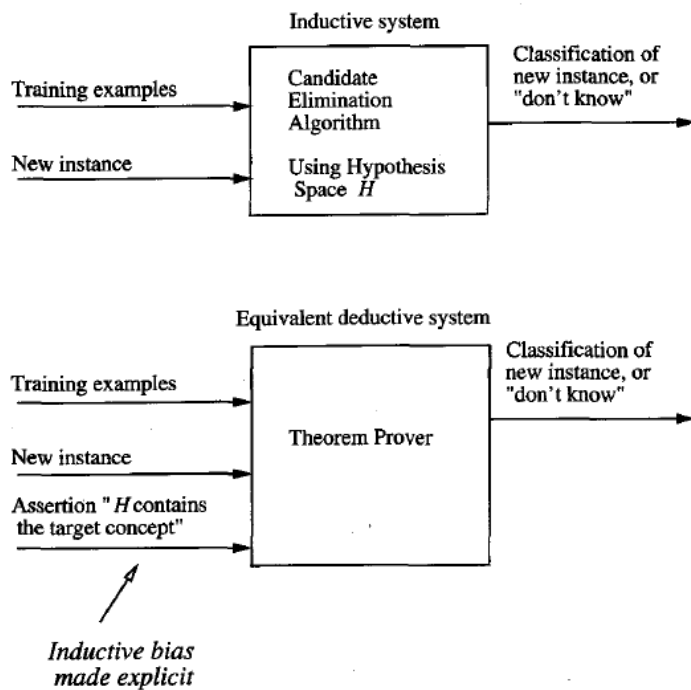 Inductive system
Training examples
New instance
Candidate
Elimination
Algorithm
Using Hypothesis
Space H
Classification of
new instance, or
"don't know"
Equivalent deductive system
Training examples
New instance
Assertion " H contains
the target concept"
Theorem Prover
Classification of
new instance, or
"don't know"
Inductive bias
made explicit